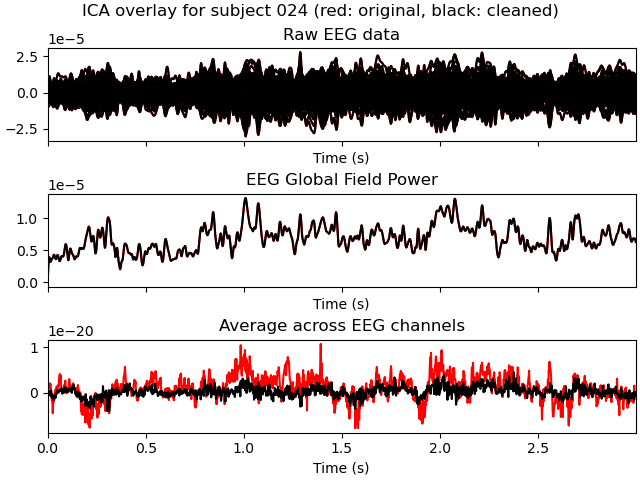 ICA overlay for subject 024 (red: original, black: cleaned)
Raw EEG data
1e−5
2.5
0.0
−2.5
Time (s)
EEG Global Field Power
1e−5
1.0
0.5
0.0
Time (s)
Average across EEG channels
1e−20
1
0
0.0 0.5 1.0 1.5 2.0 2.5
Time (s)